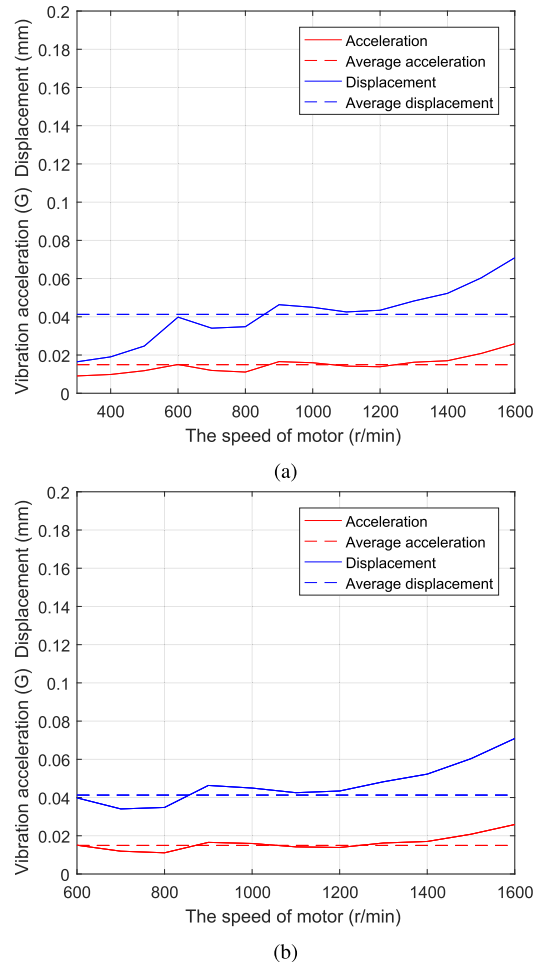 0.2
0.18
0.16
0.14
0.12
0.1
0.08
0.06
0.04
0.02
0
Vibration acceleration (G) Displacement (mm)
Acceleration
Average acceleration
Displacement
Average displacement
400 600 800 1000 1200 1400 1600
The speed of motor (r/min)
(a)
0.2
0.18
0.16
0.14
0.12
0.1
0.08
0.06
0.04
0.02
0
Vibration acceleration (G) Displacement (mm)
Acceleration
Average acceleration
Displacement
Average displacement
600 800 1000 1200 1400 1600
The speed of motor (r/min)
(b)